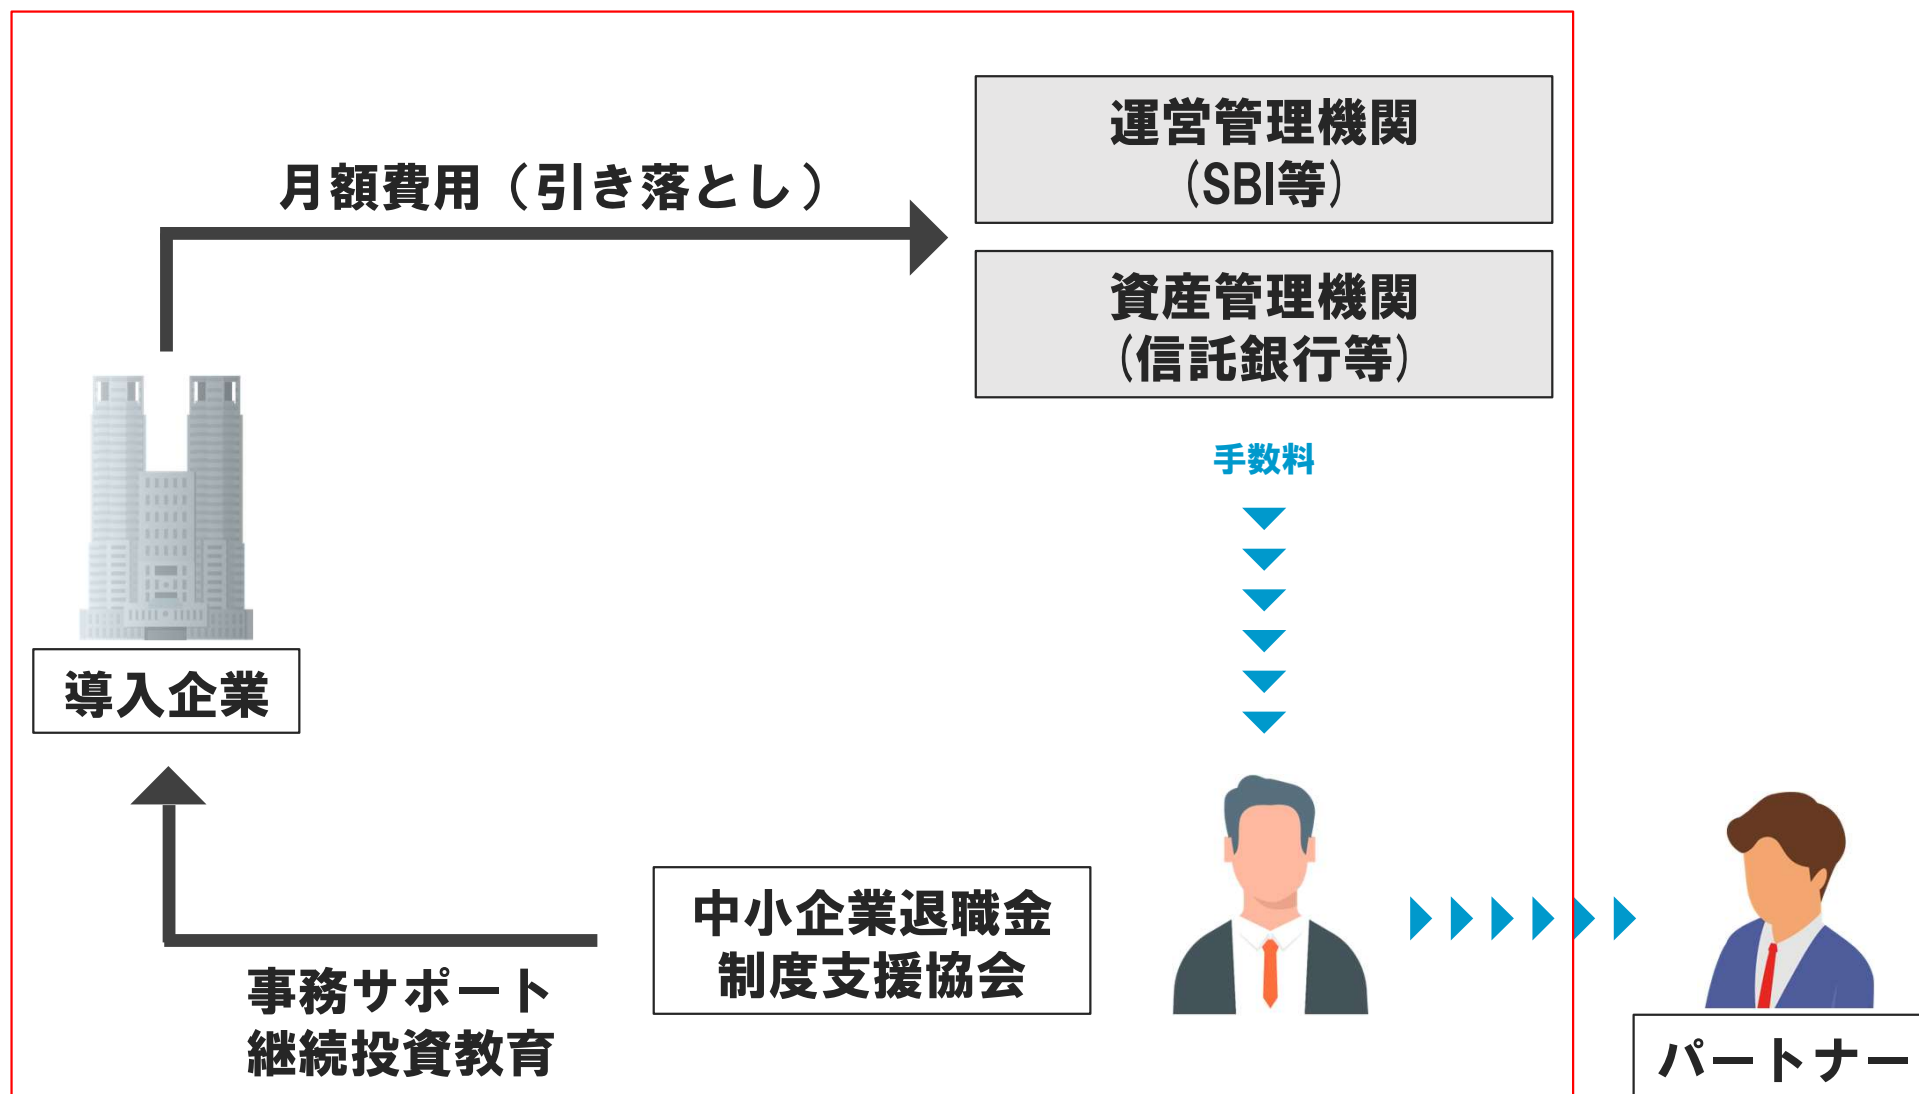 運営管理機関
(SBI等)
月額費用（引き落とし）
資産管理機関
(信託銀行等)
手数料
導入企業
中小企業退職金
制度支援協会
事務サポート
継続投資教育
パートナー